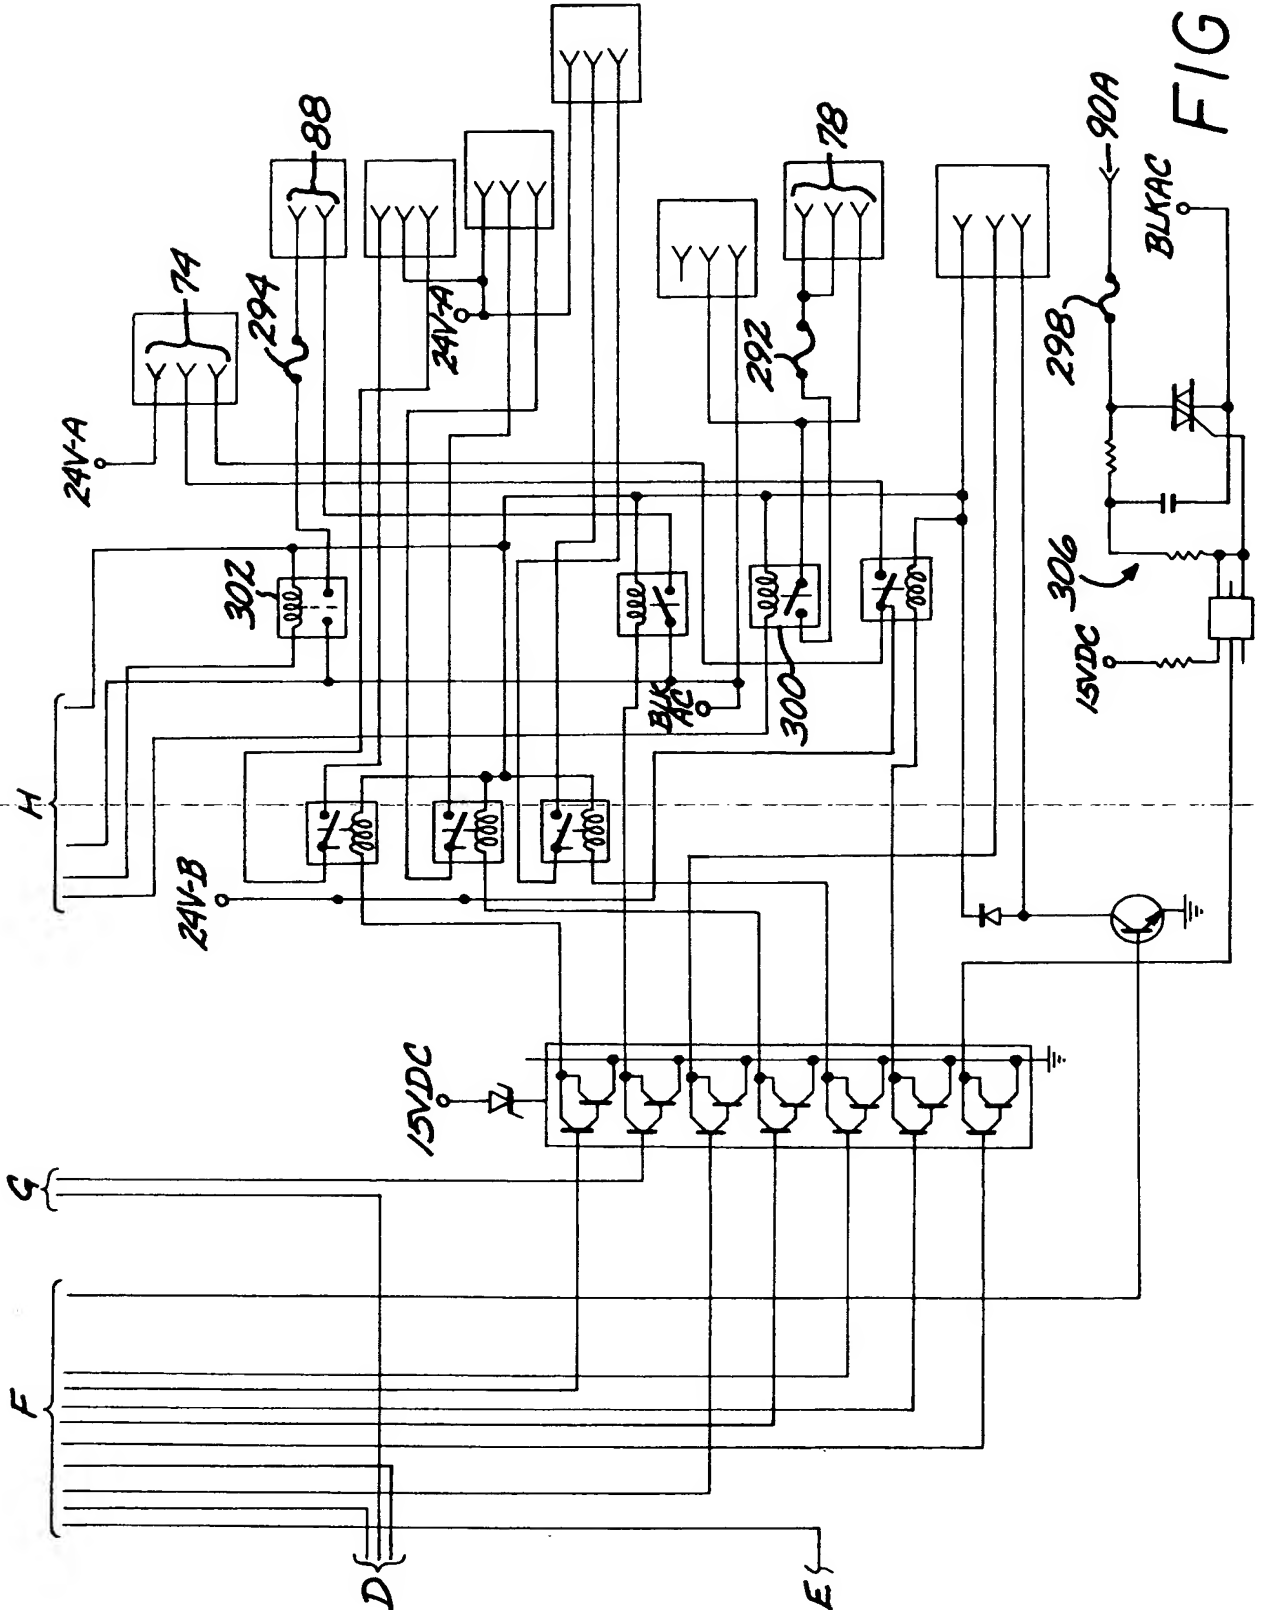 H
G
F
D
E
24V-A
74
294
88
302
24V-A
24V-B
15VDC
BLK
AC
300
292
78
306
15VDC
298
90A
BLKAC
FIG